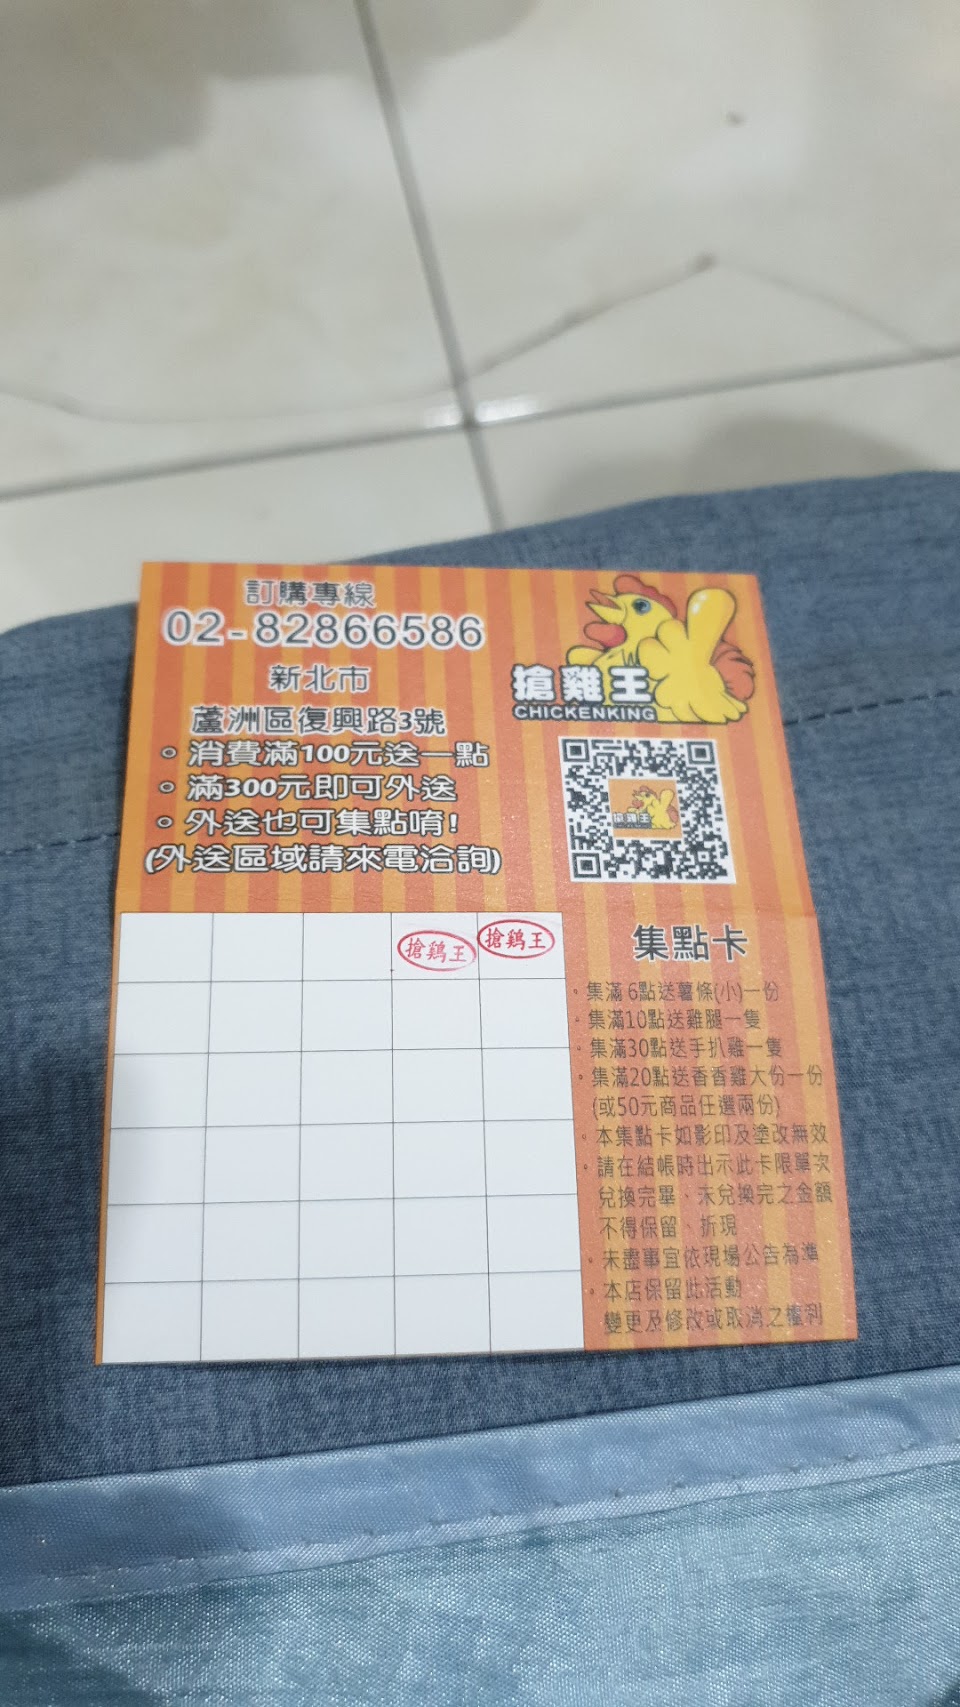 訂購專線
02-82866586
新北市
蘆洲區復興路3號
。消費滿100元送一點
。滿300元即可外送
。外送也可集點唷!
(外送區域請來電洽詢)
搶雞王
CHICKENKING
搶雞王
搶鷄王
搶鷄王
集點卡
。集滿6點送薯條(小)一份
。集滿10點送雞腿一隻
。集滿30點送手扒雞一隻
。集滿20點送香香雞大份一份
(或50元商品任選兩份)
。本集點卡如影印及塗改無效
。請在結帳時出示此卡限單次
兌換完畢、未兌換完之金額
不得保留、折現
。未盡事宜依現場公告為準
。本店保留此活動
變更及修改或取消之權利